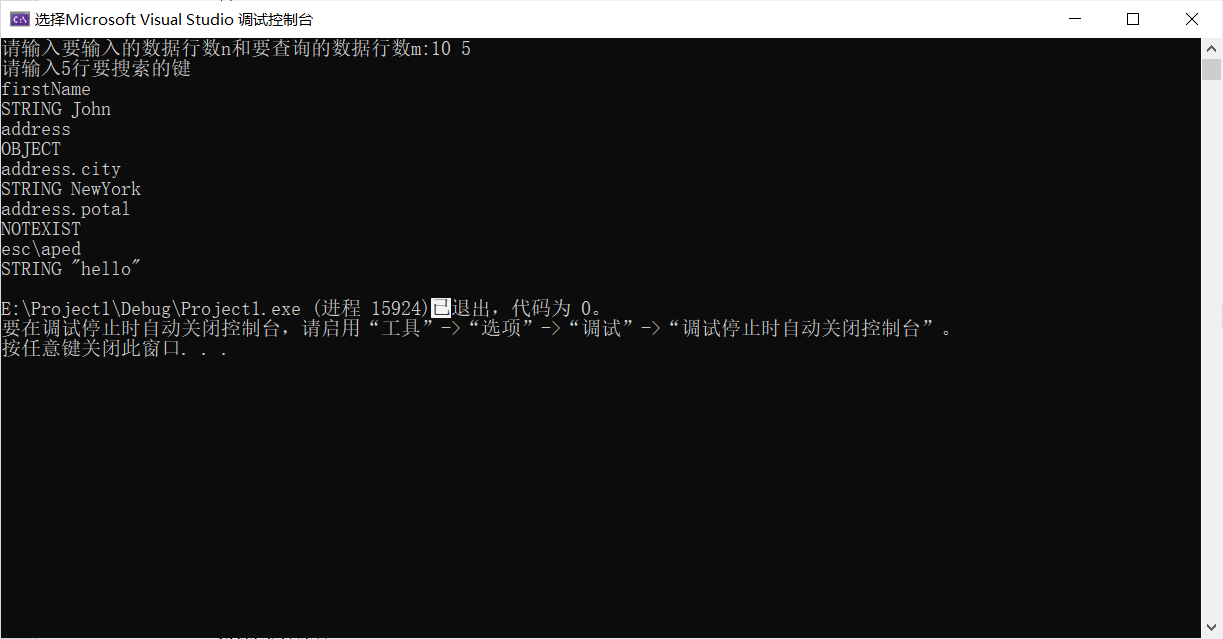 选择Microsoft Visual Studio 调试控制台
请输入要输入的数据行数n和要查询的数据行数m:10 5
请输入5行要搜索的键
firstName
STRING John
address
OBJECT
address.city
STRING NewYork
address.potal
NOTEXIST
esc\aped
STRING "hello"
E:\Project1\Debug\Project1.exe (进程 15924)已退出，代码为 0。
要在调试停止时自动关闭控制台，请启用“工具”->“选项”->“调试”->“调试停止时自动关闭控制台”。
按任意键关闭此窗口. . .